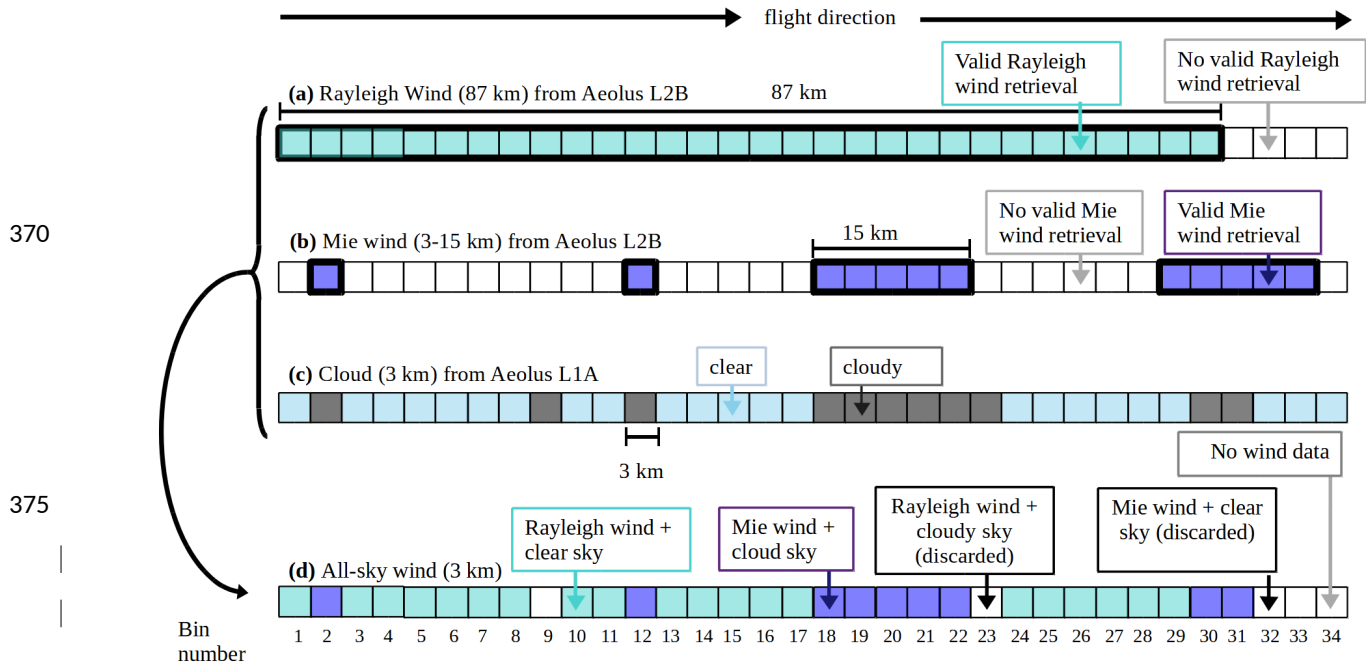 flight direction
Valid Rayleigh
wind retrieval
No valid Rayleigh
wind retrieval
(a) Rayleigh Wind (87 km) from Aeolus L2B
87 km
370
No valid Mie
wind retrieval
Valid Mie
wind retrieval
15 km
(b) Mie wind (3-15 km) from Aeolus L2B
clear
cloudy
(c) Cloud (3 km) from Aeolus L1A
3 km
No wind data
375
Rayleigh wind +
clear sky
Mie wind +
cloud sky
Rayleigh wind +
cloudy sky
(discarded)
Mie wind + clear
sky (discarded)
(d) All-sky wind (3 km)
Bin
number
1 2 3 4 5 6 7 8 9 10 11 12 13 14 15 16 17 18 19 20 21 22 23 24 25 26 27 28 29 30 31 32 33 34